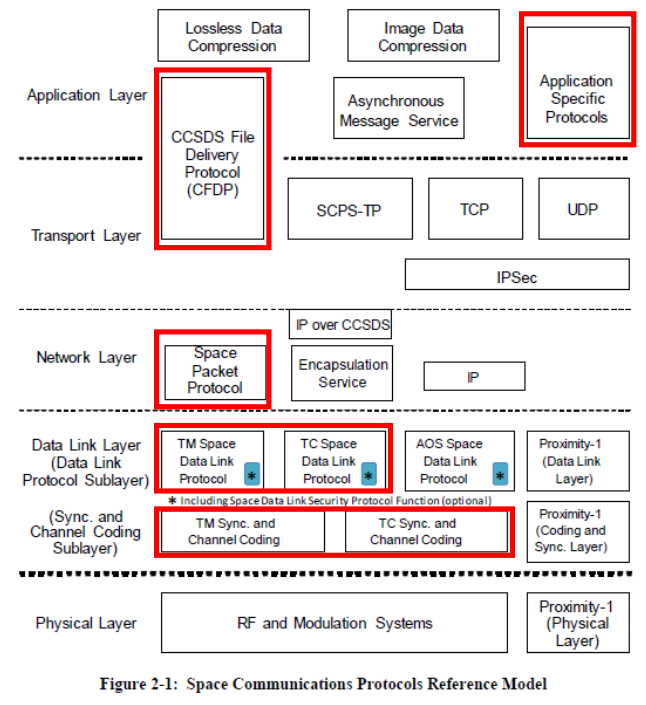 Lossless Data
Compression
Image Data
Compression
Application Layer
CCSDS File
Delivery
Protocol
(CFDP)
Asynchronous
Message Service
Application
Specific
Protocols
Transport Layer
SCPS-TP
TCP
UDP
IPSec
Network Layer
Space
Packet
Protocol
IP over CCSDS
Encapsulation
Service
IP
Data Link Layer
(Data Link
Protocol Sublayer)
TM Space
Data Link
Protocol *
TC Space
Data Link
Protocol *
AOS Space
Data Link
Protocol *
Proximity-1
(Data Link
Layer)
* Including Space Data Link Security Protocol Function (optional)
(Sync. and
Channel Coding
Sublayer)
TM Sync. and
Channel Coding
TC Sync. and
Channel Coding
Proximity-1
(Coding and
Sync. Layer)
Physical Layer
RF and Modulation Systems
Proximity-1
(Physical
Layer)
Figure 2-1: Space Communications Protocols Reference Model